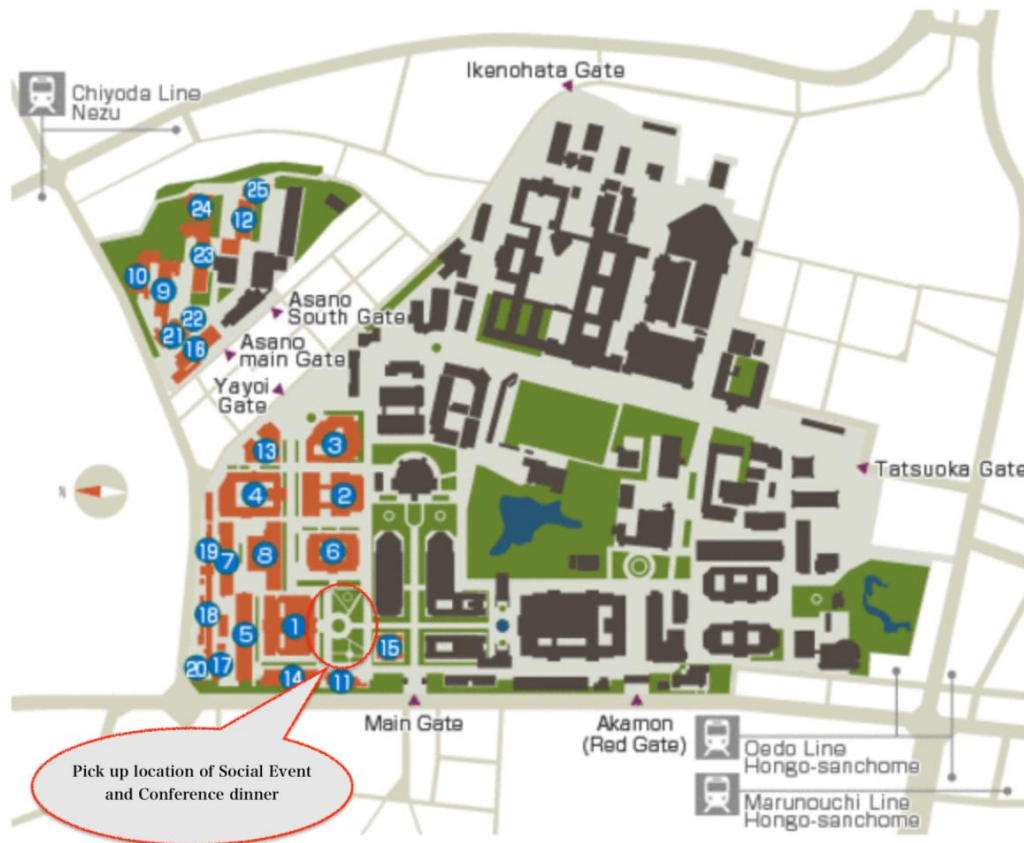 Ikenohata Gate
Chiyoda Line
Nezu
25
24
12
23
10
9
22
21
16
Asano
South Gate
Asano
main Gate
Yayoi
Gate
3
13
4
2
Tatsuoka Gate
N
19
7
8
6
18
1
5
15
20
17
14
11
Main Gate
Akamon
(Red Gate)
Oedo Line
Hongo-sanchome
Marunouchi Line
Hongo-sanchome
Pick up location of Social Event
and Conference dinner